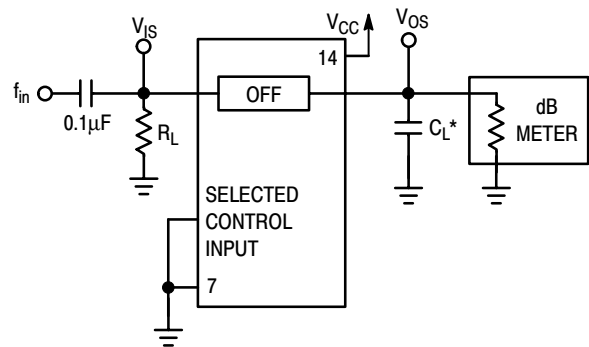 V_IS
V_CC
V_OS
14
f_in
OFF
dB
METER
0.1µF
R_L
C_L*
SELECTED
CONTROL
INPUT
7